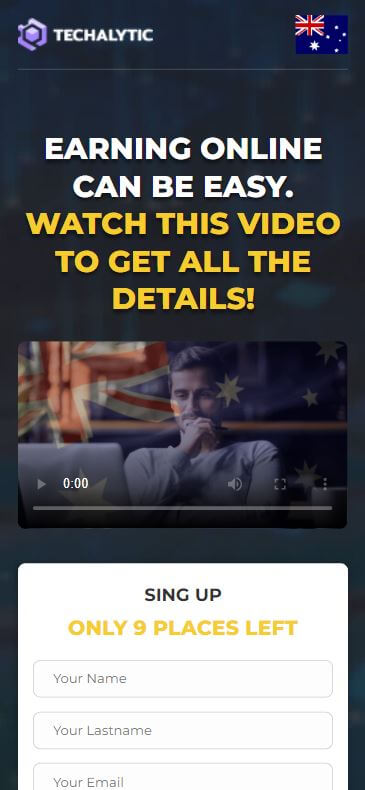 TECHALYTIC
EARNING ONLINE
CAN BE EASY.
WATCH THIS VIDEO
TO GET ALL THE
DETAILS!
0:00
SING UP
ONLY 9 PLACES LEFT
Your Name
Your Lastname
Your Email